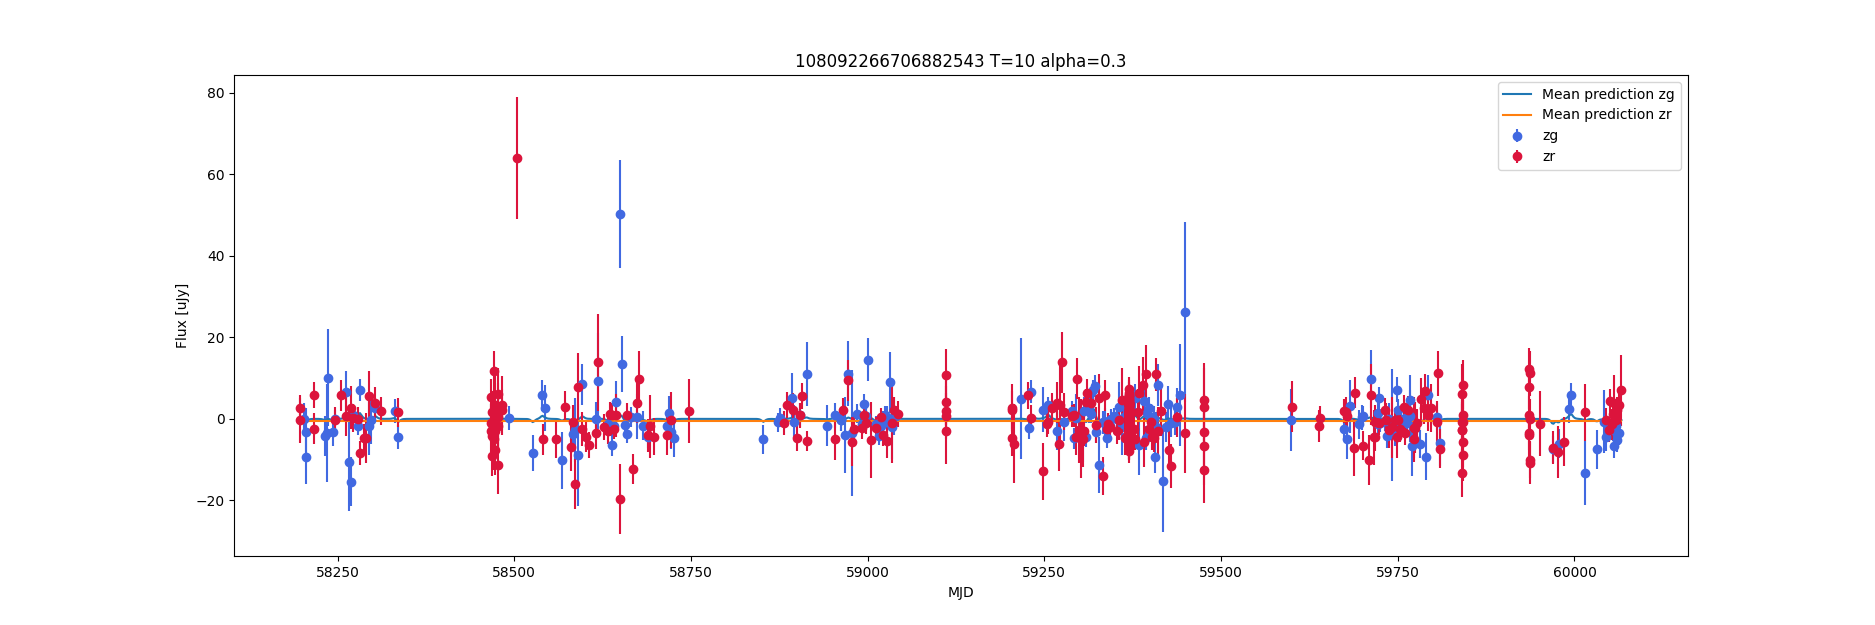 108092266706882543 T=10 alpha=0.3
Mean prediction zg
Mean prediction zr
zg
zr
Flux [uJy]
80
60
40
20
0
−20
58250
58500
58750
59000
59250
59500
59750
60000
MJD